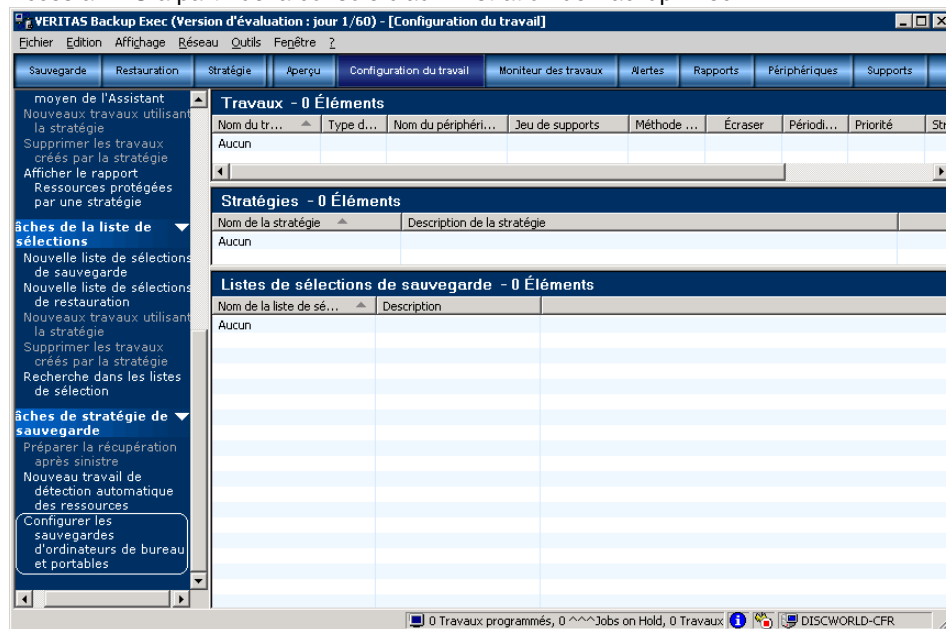 VERITAS Backup Exec (Version d'évaluation : jour 1/60) - [Configuration du travail]
Fichier Edition Affichage Réseau Outils Fenêtre ?
Sauvegarde Restauration Stratégie Aperçu Configuration du travail Moniteur des travaux Alertes Rapports Périphériques Supports
moyen de l'Assistant
Nouveaux travaux utilisant
la stratégie
Supprimer les travaux
créés par la stratégie
Afficher le rapport
Ressources protégées
par une stratégie
âches de la liste de
sélections
Nouvelle liste de sélections
de sauvegarde
Nouvelle liste de sélections
de restauration
Nouveaux travaux utilisant
la stratégie
Supprimer les travaux
créés par la stratégie
Recherche dans les listes
de sélection
âches de stratégie de
sauvegarde
Préparer la récupération
après sinistre
Nouveau travail de
détection automatique
des ressources
Configurer les
sauvegardes
d'ordinateurs de bureau
et portables
Travaux - 0 Éléments
Nom du tr... Type d... Nom du périphéri... Jeu de supports Méthode ... Écraser Périodi... Priorité Str
Aucun
Stratégies - 0 Éléments
Nom de la stratégie Description de la stratégie
Aucun
Listes de sélections de sauvegarde - 0 Éléments
Nom de la liste de sé... Description
Aucun
0 Travaux programmés, 0 ^^^Jobs on Hold, 0 Travaux DISCWORLD-CFR